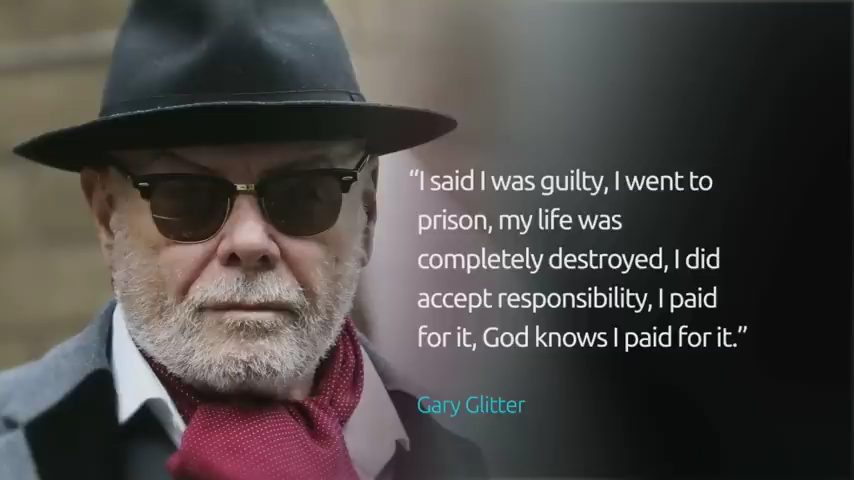 “I said I was guilty, I went to
prison, my life was
completely destroyed, I did
accept responsibility, I paid
for it, God knows I paid for it.”
Gary Glitter